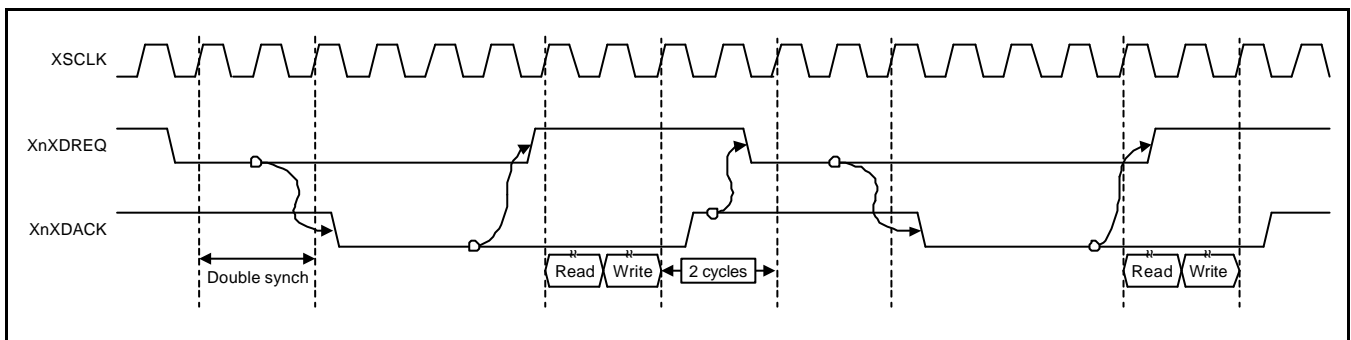 XSCLK
XnXDREQ
XnXDACK
Read Write 2 cycles Read Write
Double synch